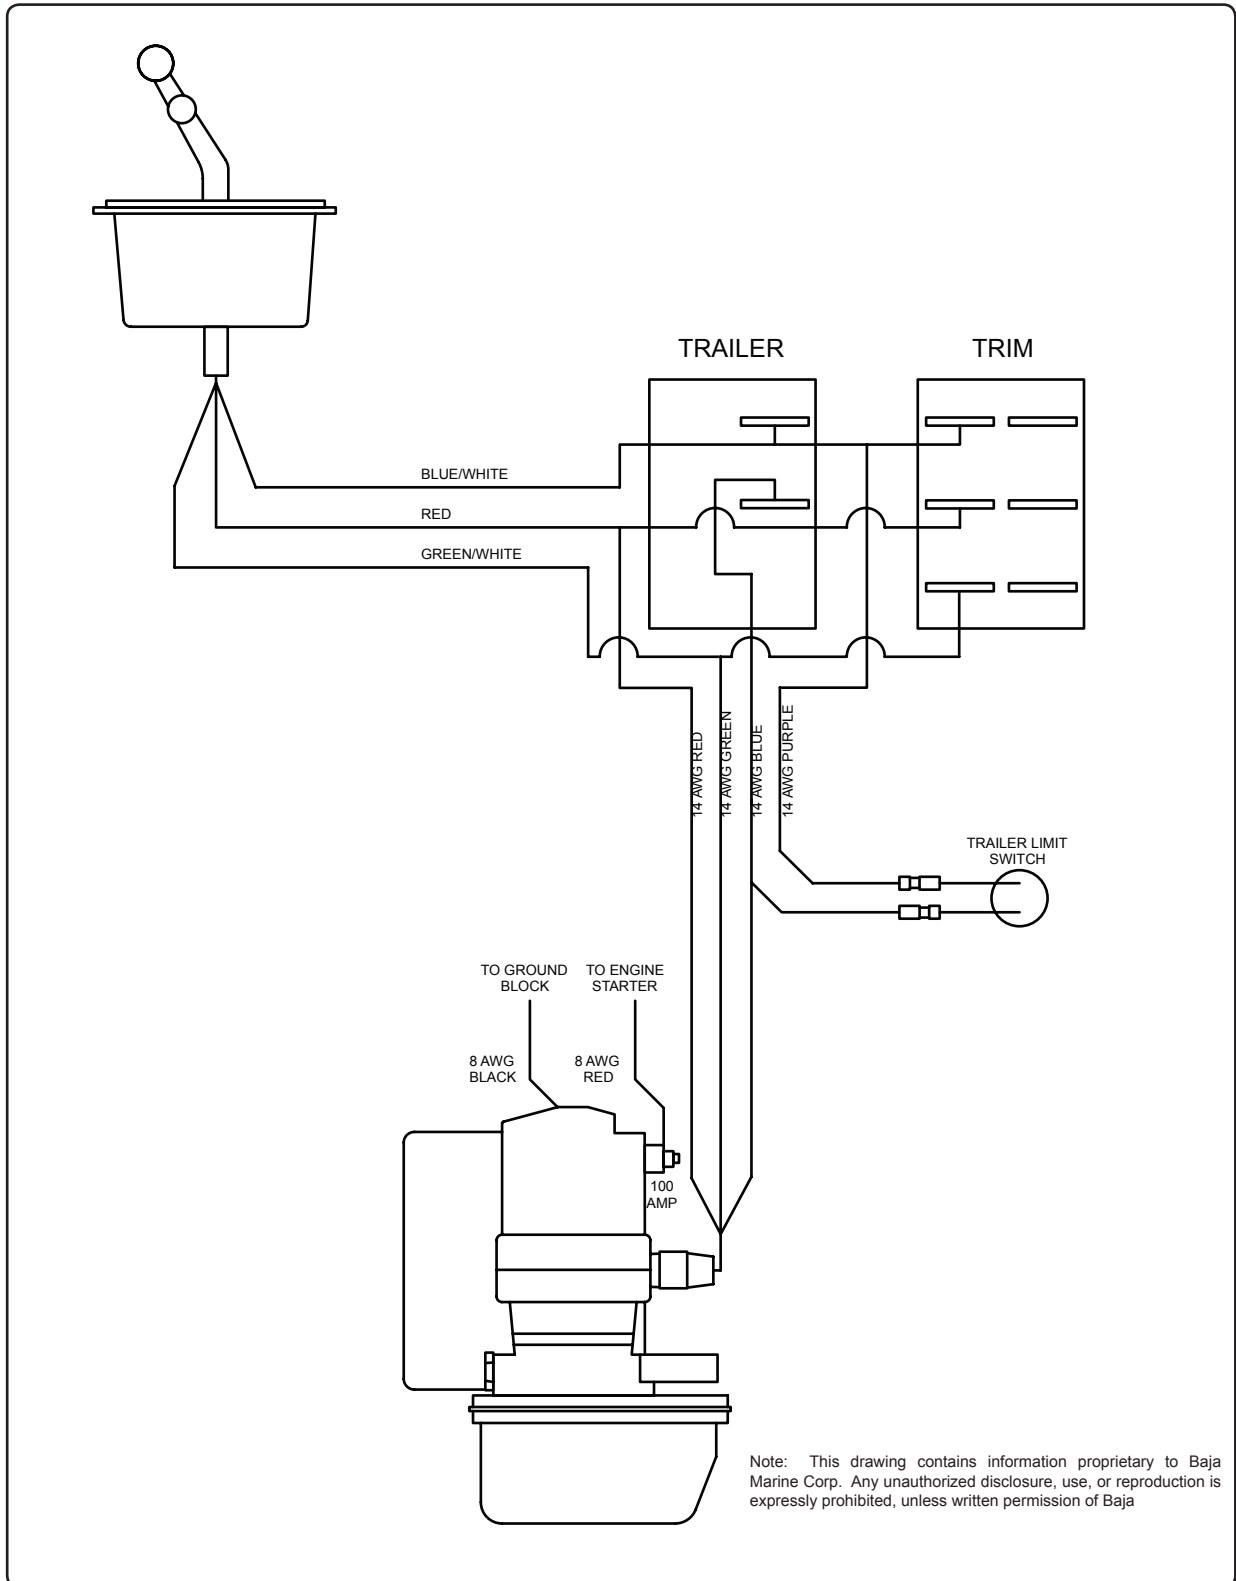 TRAILER
TRIM
BLUE/WHITE
RED
GREEN/WHITE
14 AWG RED
14 AWG GREEN
14 AWG BLUE
14 AWG PURPLE
TRAILER LIMIT
SWITCH
TO GROUND
BLOCK
TO ENGINE
STARTER
8 AWG
BLACK
8 AWG
RED
100
AMP
Note: This drawing contains information proprietary to Baja
Marine Corp. Any unauthorized disclosure, use, or reproduction is
expressly prohibited, unless written permission of Baja